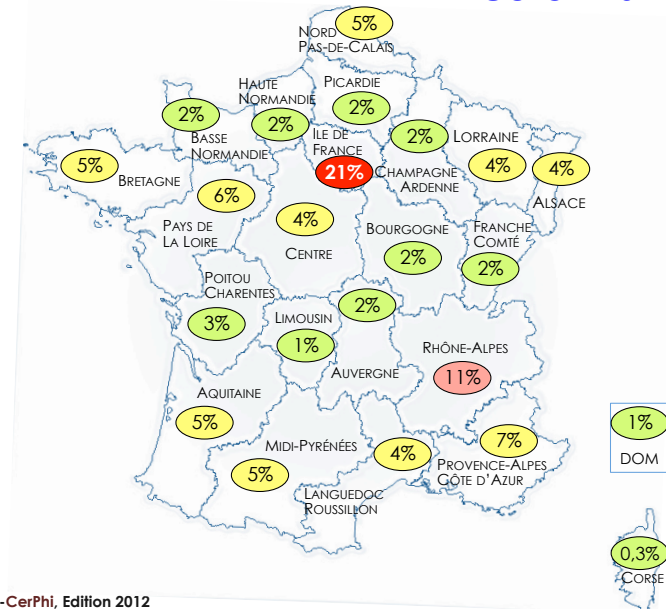 5%
NORD
PAS-DE-CALAIS
HAUTE
NORMANDIE
2%
PICARDIE
2%
2%
BASSE
NORMANDIE
ILE DE
FRANCE
21%
2%
CHAMPAGNE
ARDENNE
LORRAINE
4%
4%
ALSACE
5%
BRETAGNE
6%
PAYS DE
LA LOIRE
4%
CENTRE
BOURGOGNE
2%
FRANCHE
COMTÉ
2%
POITOU
CHARENTES
3%
LIMOUSIN
1%
2%
AUVERGNE
RHÔNE-ALPES
11%
AQUITAINE
5%
MIDI-PYRÉNÉES
5%
4%
LANGUEDOC
ROUSSILLON
7%
PROVENCE-ALPES
CÔTE D'AZUR
1%
DOM
0,3%
CORSE
-CerPhi, Edition 2012